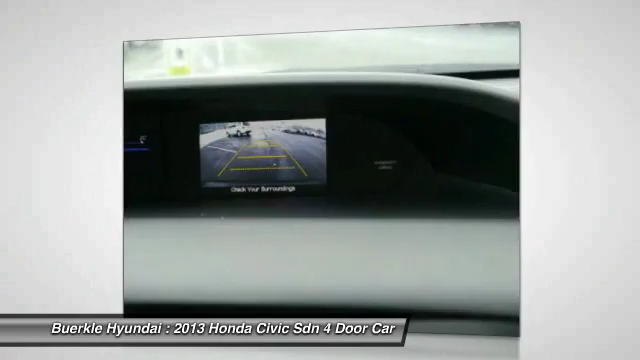 Check Your Surroundings
Buerkle Hyundai : 2013 Honda Civic Sdn 4 Door Car